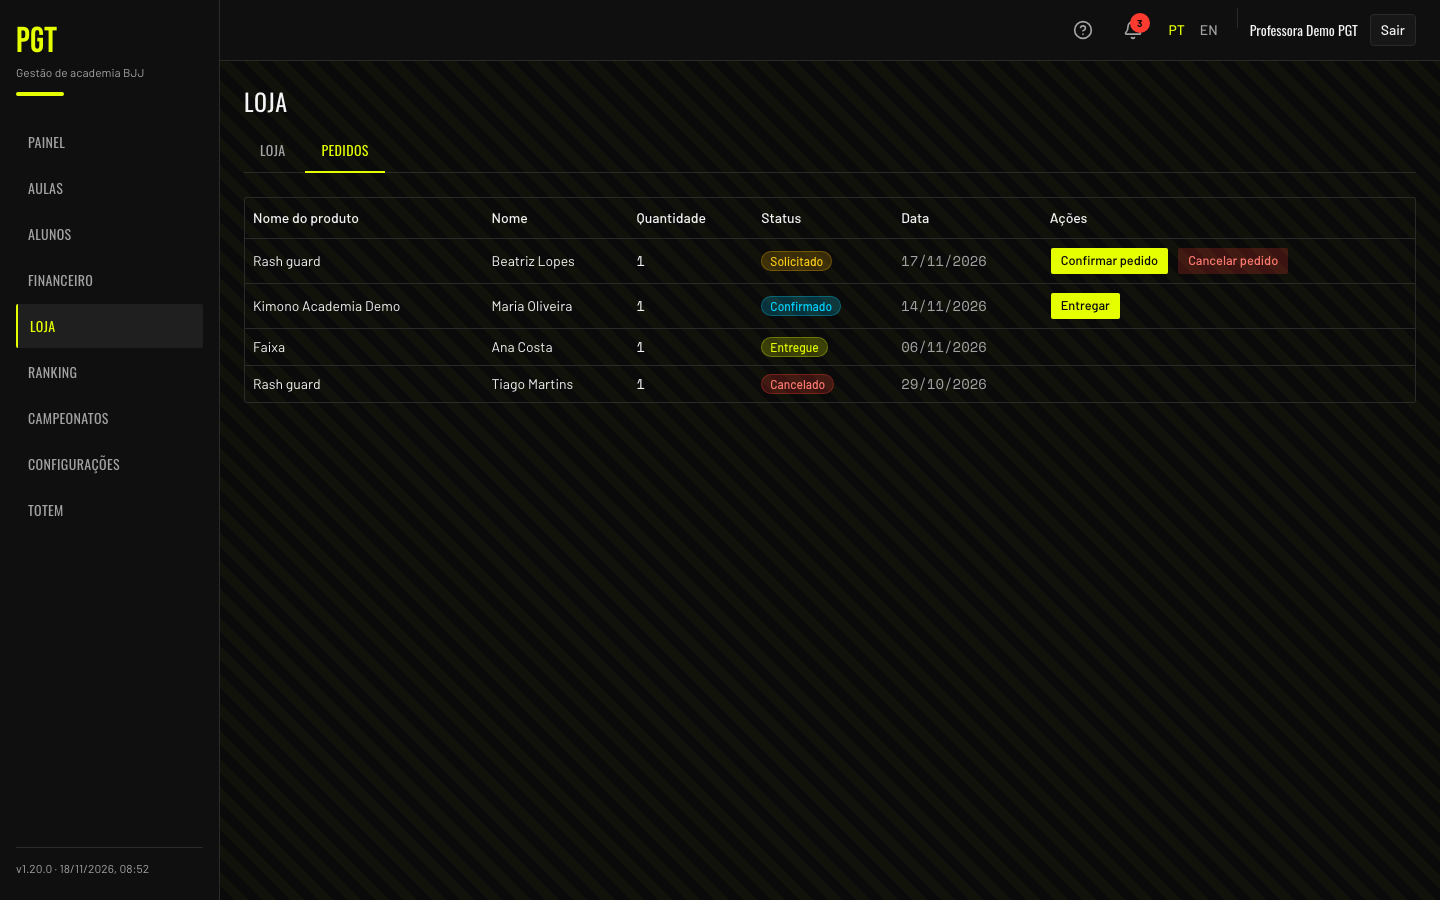 PGT
Gestão de academia BJJ
PAINEL
AULAS
ALUNOS
FINANCEIRO
LOJA
RANKING
CAMPEONATOS
CONFIGURAÇÕES
TOTEM
v1.20.0 · 18/11/2026, 08:52
3
PT EN Professora Demo PGT Sair
LOJA
LOJA PEDIDOS
Nome do produto Nome Quantidade Status Data Ações
Rash guard Beatriz Lopes 1 Solicitado 17/11/2026 Confirmar pedido Cancelar pedido
Kimono Academia Demo Maria Oliveira 1 Confirmado 14/11/2026 Entregar
Faixa Ana Costa 1 Entregue 06/11/2026
Rash guard Tiago Martins 1 Cancelado 29/10/2026